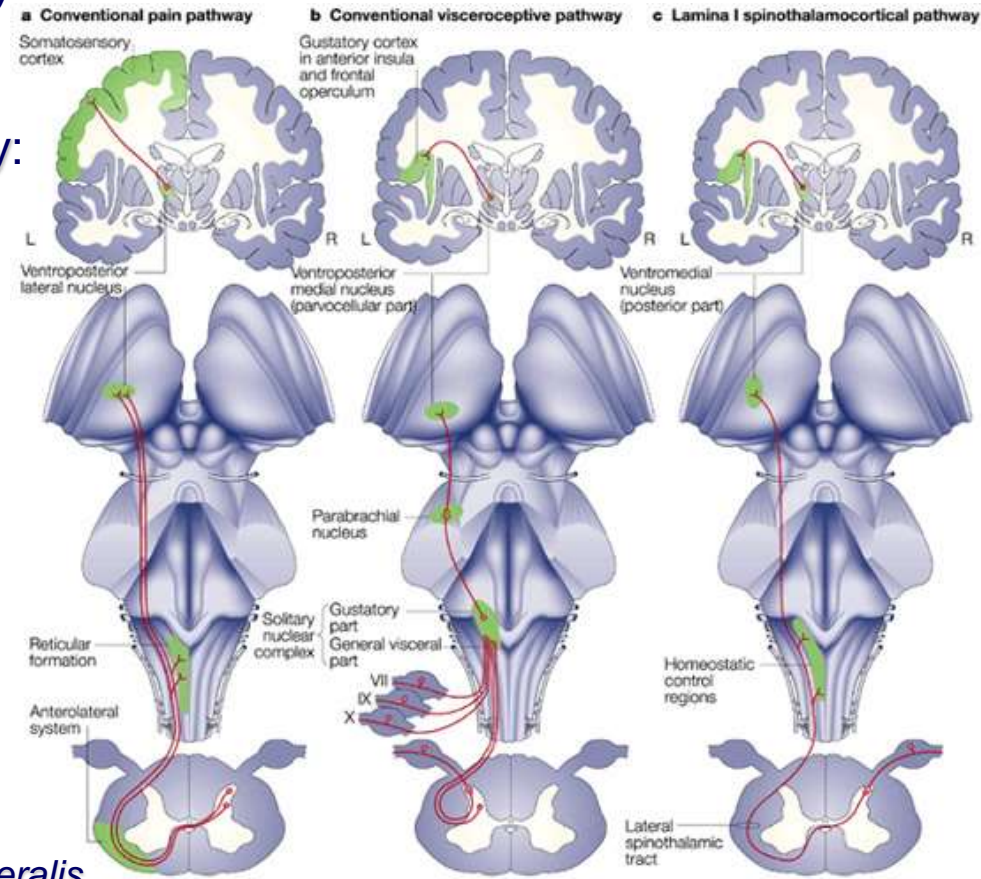 a Conventional pain pathway
Somatosensory
cortex
L
R
Ventroposterior
lateral nucleus
Reticular
formation
Anterolateral
system
b Conventional visceroceptive pathway
Gustatory cortex
in anterior insula
and frontal
operculum
L
R
Ventroposterior
medial nucleus
(parvocellular part)
Parabrachial
nucleus
Solitary
nuclear
complex
Gustatory
part
General visceral
part
VII
IX
X
c Lamina I spinothalamocortical pathway
L
R
Ventromedial
nucleus
(posterior part)
Homeostatic
control
regions
Lateral
spinothalamic
tract
y:
eralis